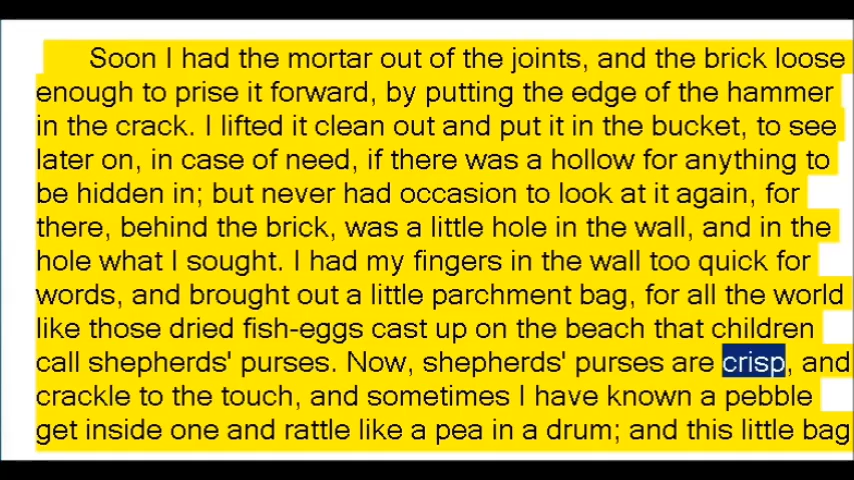 Soon I had the mortar out of the joints, and the brick loose
enough to prise it forward, by putting the edge of the hammer
in the crack. I lifted it clean out and put it in the bucket, to see
later on, in case of need, if there was a hollow for anything to
be hidden in; but never had occasion to look at it again, for
there, behind the brick, was a little hole in the wall, and in the
hole what I sought. I had my fingers in the wall too quick for
words, and brought out a little parchment bag, for all the world
like those dried fish-eggs cast up on the beach that children
call shepherds' purses. Now, shepherds' purses are crisp, and
crackle to the touch, and sometimes I have known a pebble
get inside one and rattle like a pea in a drum; and this little bag